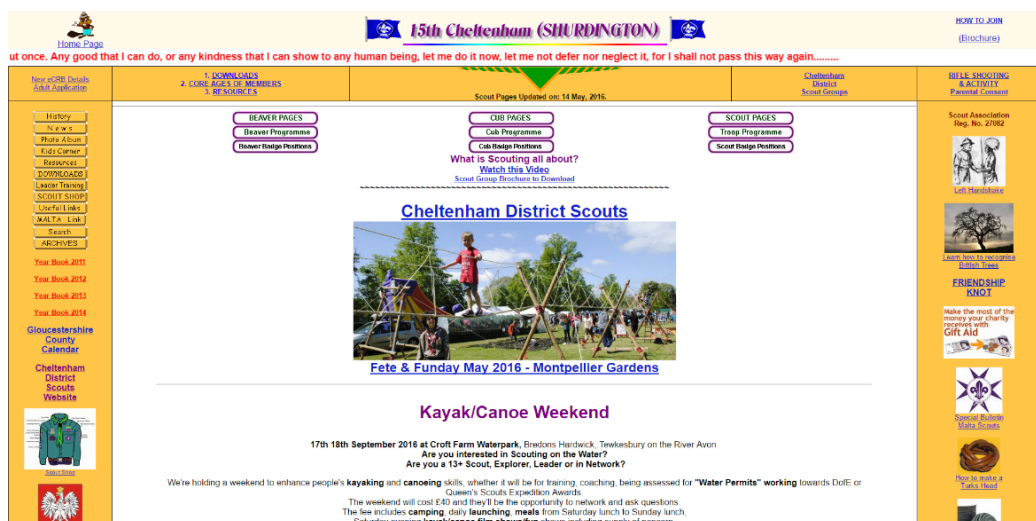 Home Page
15th Cheltenham (SHURDINGTON)
HOW TO JOIN
(Brochure)
ut once. Any good that I can do, or any kindness that I can show to any human being, let me do it now, let me not defer nor neglect it, for I shall not pass this way again.........
New eCRB Details
Adult Application
1. DOWNLOADS
2. CORE AGES OF MEMBERS
3. RESOURCES
Scout Pages Updated on: 14 May, 2016.
Cheltenham
District
Scout Groups
RIFLE SHOOTING
& ACTIVITY
Parental Consent
History
News
Photo Album
Kids Corner
Resources
DOWNLOADS
Leader Training
SCOUT SHOP
Useful Links
MALTA Link
Search
ARCHIVES
Year Book 2011
Year Book 2012
Year Book 2013
Year Book 2014
Gloucestershire
County
Calendar
Cheltenham
District
Scouts
Website
Scout Shop
BEAVER PAGES
Beaver Programme
Beaver Badge Positions
CUB PAGES
Cub Programme
Cub Badge Positions
SCOUT PAGES
Troop Programme
Scout Badge Positions
What is Scouting all about?
Watch this Video
Scout Group Brochure to Download
Cheltenham District Scouts
Fete & Funday May 2016 - Montpellier Gardens
Kayak/Canoe Weekend
17th 18th September 2016 at Croft Farm Waterpark, Bredons Hardwick, Tewkesbury on the River Avon.
Are you interested in Scouting on the Water?
Are you a 13+ Scout, Explorer, Leader or in Network?
We're holding a weekend to enhance people's kayaking and canoeing skills, whether it will be for training, coaching, being assessed for "Water Permits" working towards DofE or
Queen's Scouts Expedition Awards
The weekend will cost £40 and they'll be the opportunity to network and ask questions.
The fee includes camping, daily launching, meals from Saturday lunch to Sunday lunch,
Saturday evening kayak/canoe film shows/fun
Scout Association
Reg. No. 27082
Left Handshake
Learn how to recognise
British Trees
FRIENDSHIP
KNOT
Make the most of the
money your charity
receives with
Gift Aid
Special Bulletin
Malta Scouts
How to make a
Turks Head